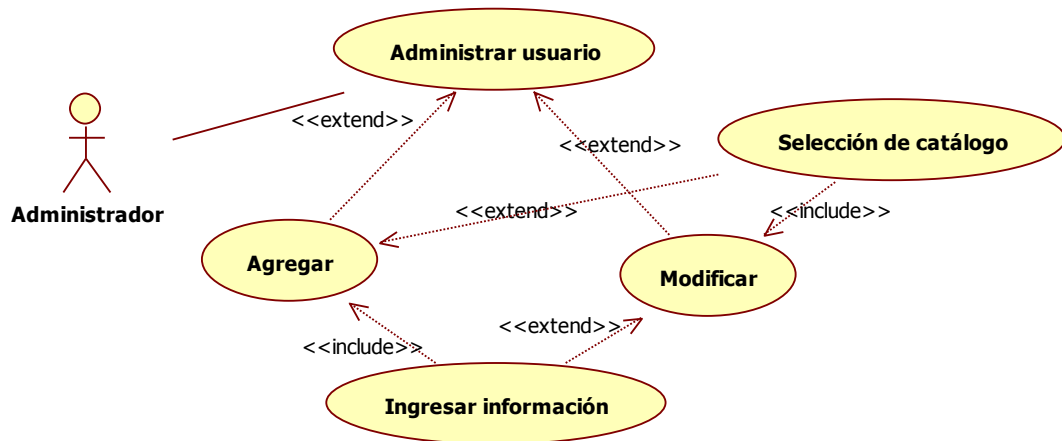 Administrar usuario
<<extend>>
<<extend>>
Selección de catálogo
Administrador
<<extend>>
<<include>>
Agregar
Modificar
<<include>>
<<extend>>
Ingresar información